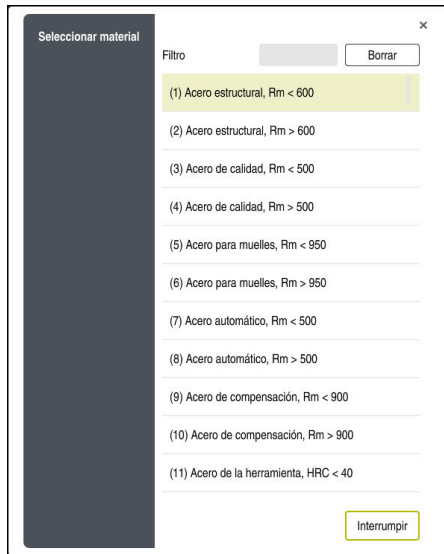 Seleccionar material
×
Filtro
Borrar
(1) Acero estructural, Rm < 600
(2) Acero estructural, Rm > 600
(3) Acero de calidad, Rm < 500
(4) Acero de calidad, Rm > 500
(5) Acero para muelles, Rm < 950
(6) Acero para muelles, Rm > 950
(7) Acero automático, Rm < 500
(8) Acero automático, Rm > 500
(9) Acero de compensación, Rm < 900
(10) Acero de compensación, Rm > 900
(11) Acero de la herramienta, HRC < 40
Interrumpir